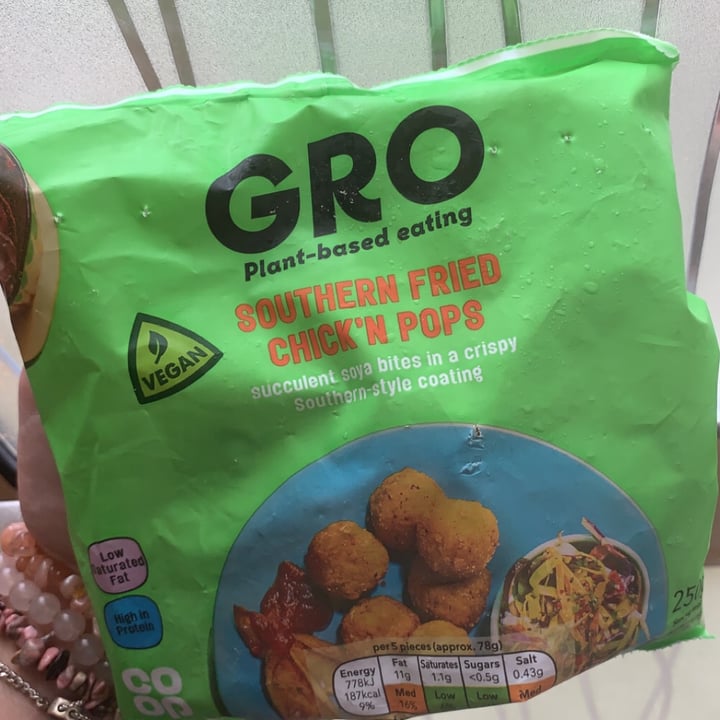 GRO
Plant-based eating
SOUTHERN FRIED
CHICK'N POPS
succulent soya bites in a crispy
Southern-style coating
VEGAN
Low
Saturated
Fat
High in
Protein
CO
OP
per 5 pieces (approx. 78g)
Energy
778kJ
187kcal
9%
Fat
11g
Med
16%
Saturates
1.1g
Low
Sugars
<0.5g
Low
Salt
0.43g
Med